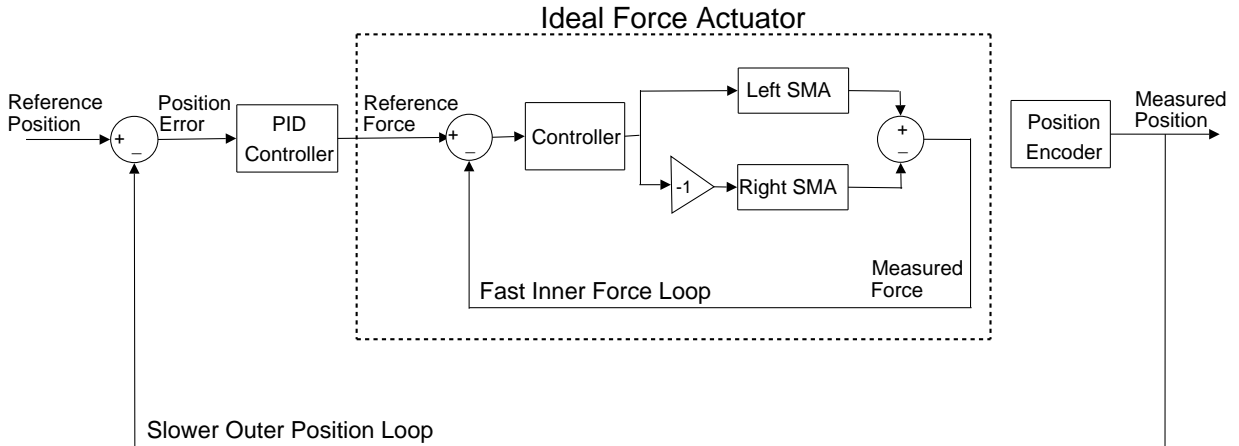 Ideal Force Actuator
Reference
Position
+
_
Position
Error
PID
Controller
Reference
Force
+
_
Controller
Left SMA
-1
Right SMA
+
_
Position
Encoder
Measured
Position
Measured
Force
Fast Inner Force Loop
Slower Outer Position Loop